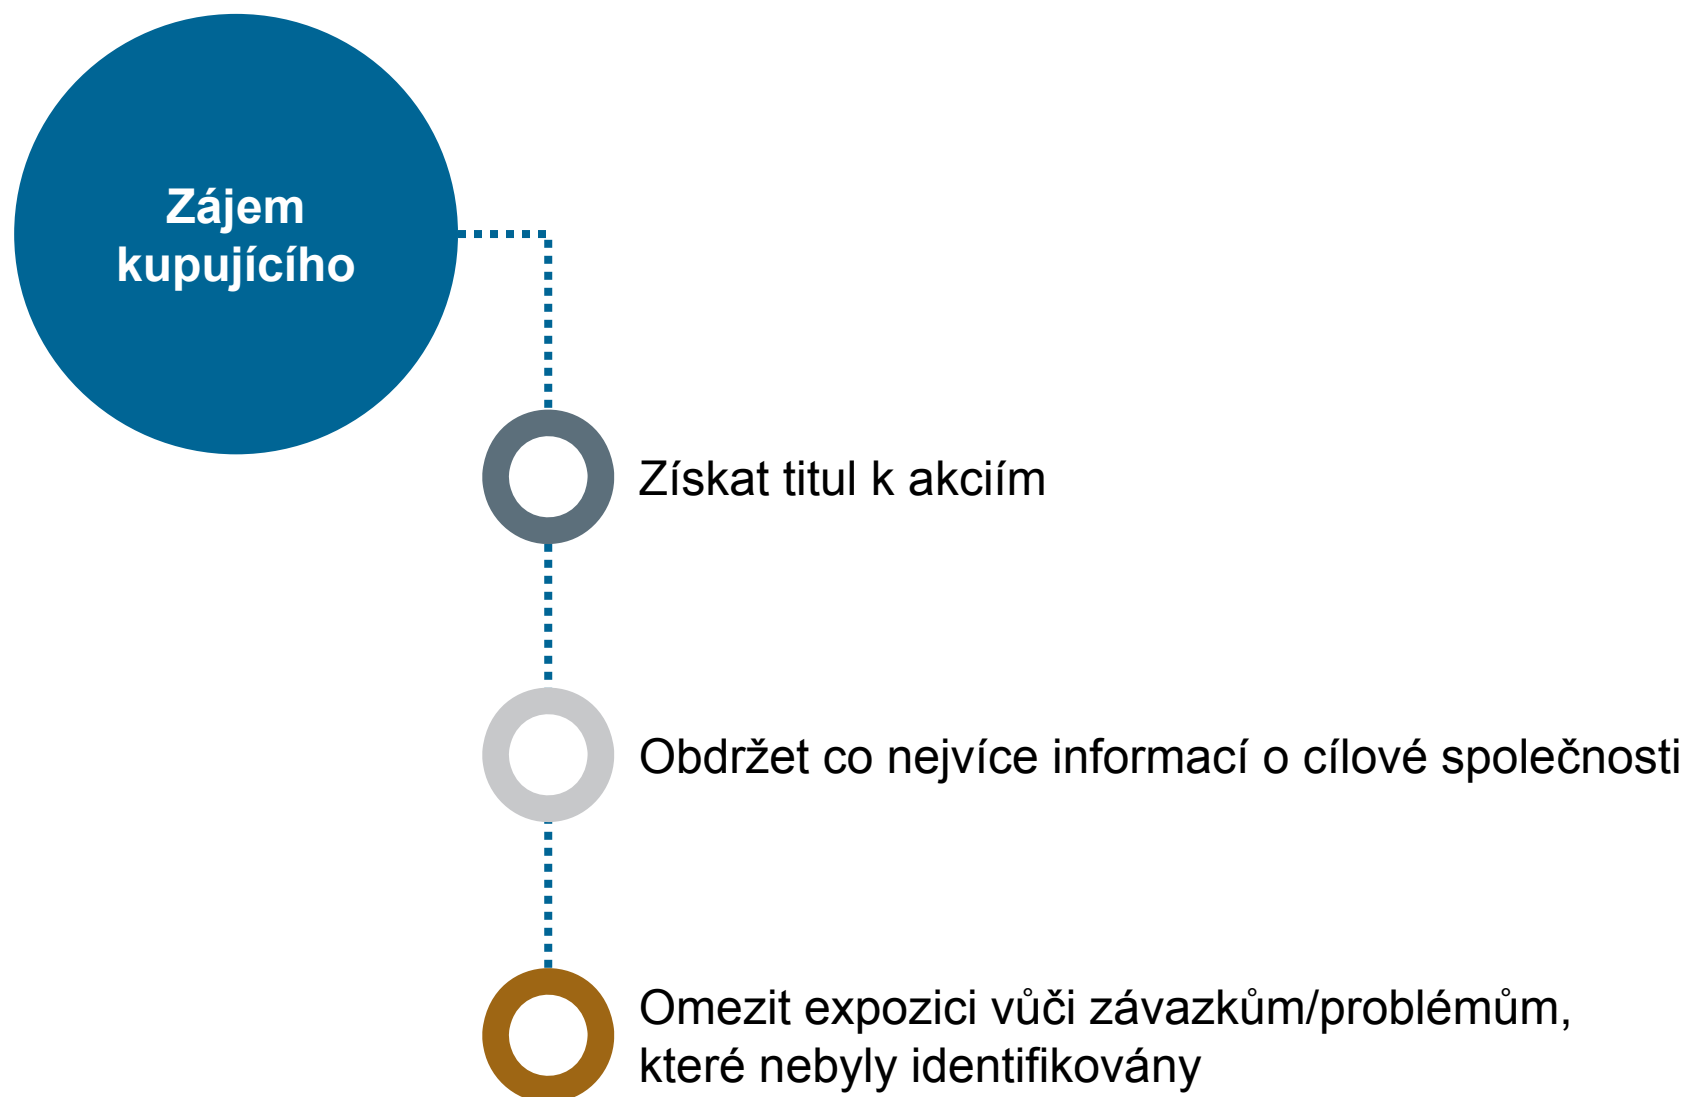 Zájem
kupujícího
Získat titul k akciím
Obdržet co nejvíce informací o cílové společnosti
Omezit expozici vůči závazkům/problémům,
které nebyly identifikovány